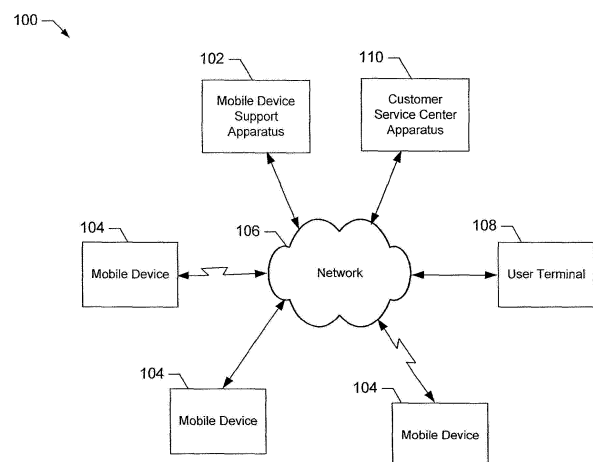 100
102
110
Mobile Device
Support
Apparatus
Customer
Service Center
Apparatus
104
106
108
Mobile Device
Network
User Terminal
104
104
Mobile Device
Mobile Device